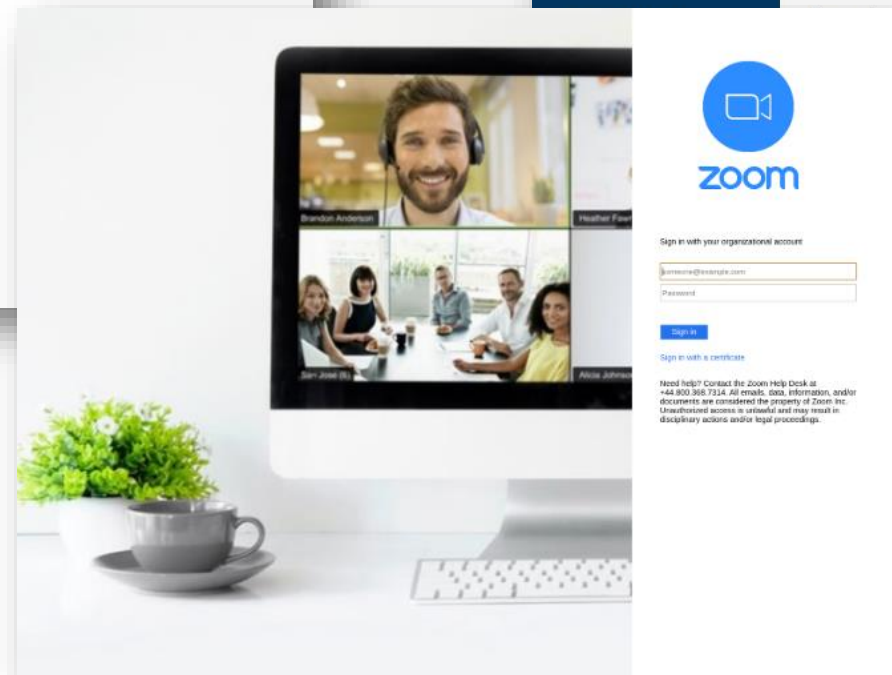 Brandon Anderson
Heather
San Jose (6)
Alicia Johnson
zoom
Sign in with your organizational account
someone@example.com
Password
Sign in
Sign in with a certificate
Need help? Contact the Zoom Help Desk at
+44.800.368.7314. All emails, data, information, and/or
documents are considered the property of Zoom Inc.
Unauthorized access is unlawful and may result in
disciplinary actions and/or legal proceedings.